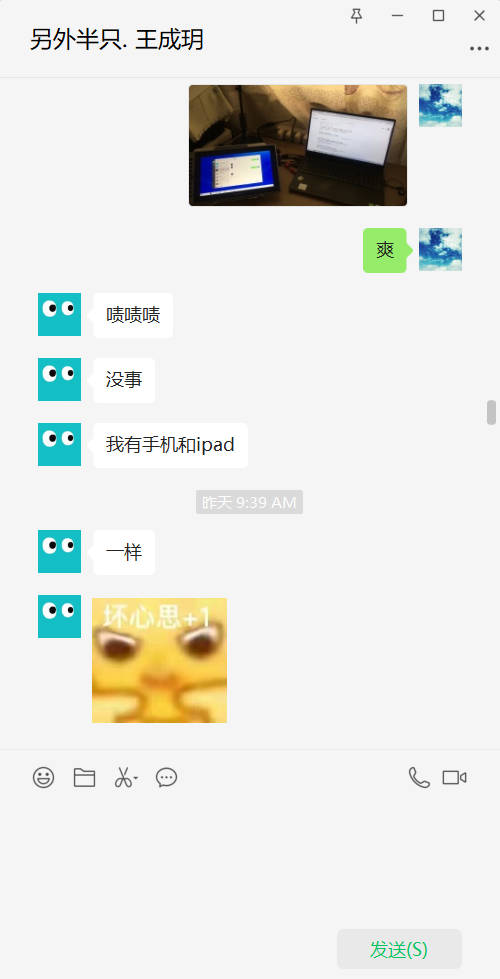 另外半只. 王成玥
爽
啧啧啧
没事
我有手机和ipad
昨天 9:39 AM
一样
坏心思+1
发送(S)